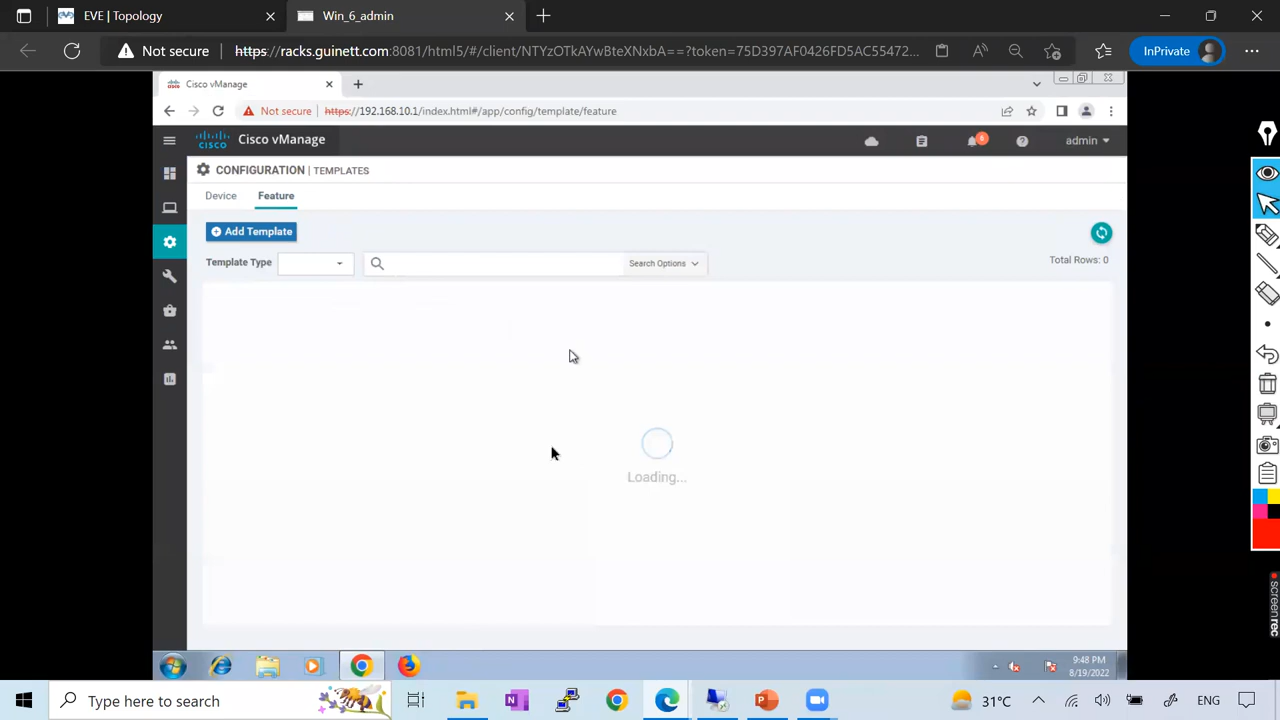 EVE | Topology
Win_6_admin
Not secure
https://racks.guinett.com:8081/html5/#/client/NTYzOTkAYwBteXNxbA==?token=75D397AF0426FD5AC55472...
InPrivate
Cisco vManage
Not secure
https://192.168.10.1/index.html#/app/config/template/feature
CISCO
Cisco vManage
6
admin
CONFIGURATION | TEMPLATES
Device
Feature
Add Template
Template Type
Search Options
Total Rows: 0
Loading...
screenrec
9:48 PM
8/19/2022
Type here to search
31°C
ENG